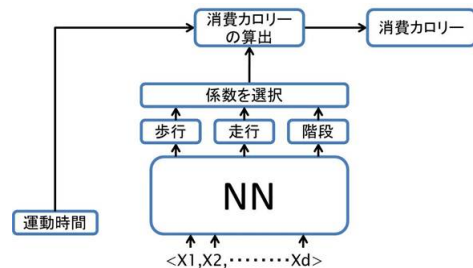 消費カロリー
の算出
消費カロリー
係数を選択
歩行
走行
階段
NN
運動時間
<X1,X2,‥‥‥‥Xd>